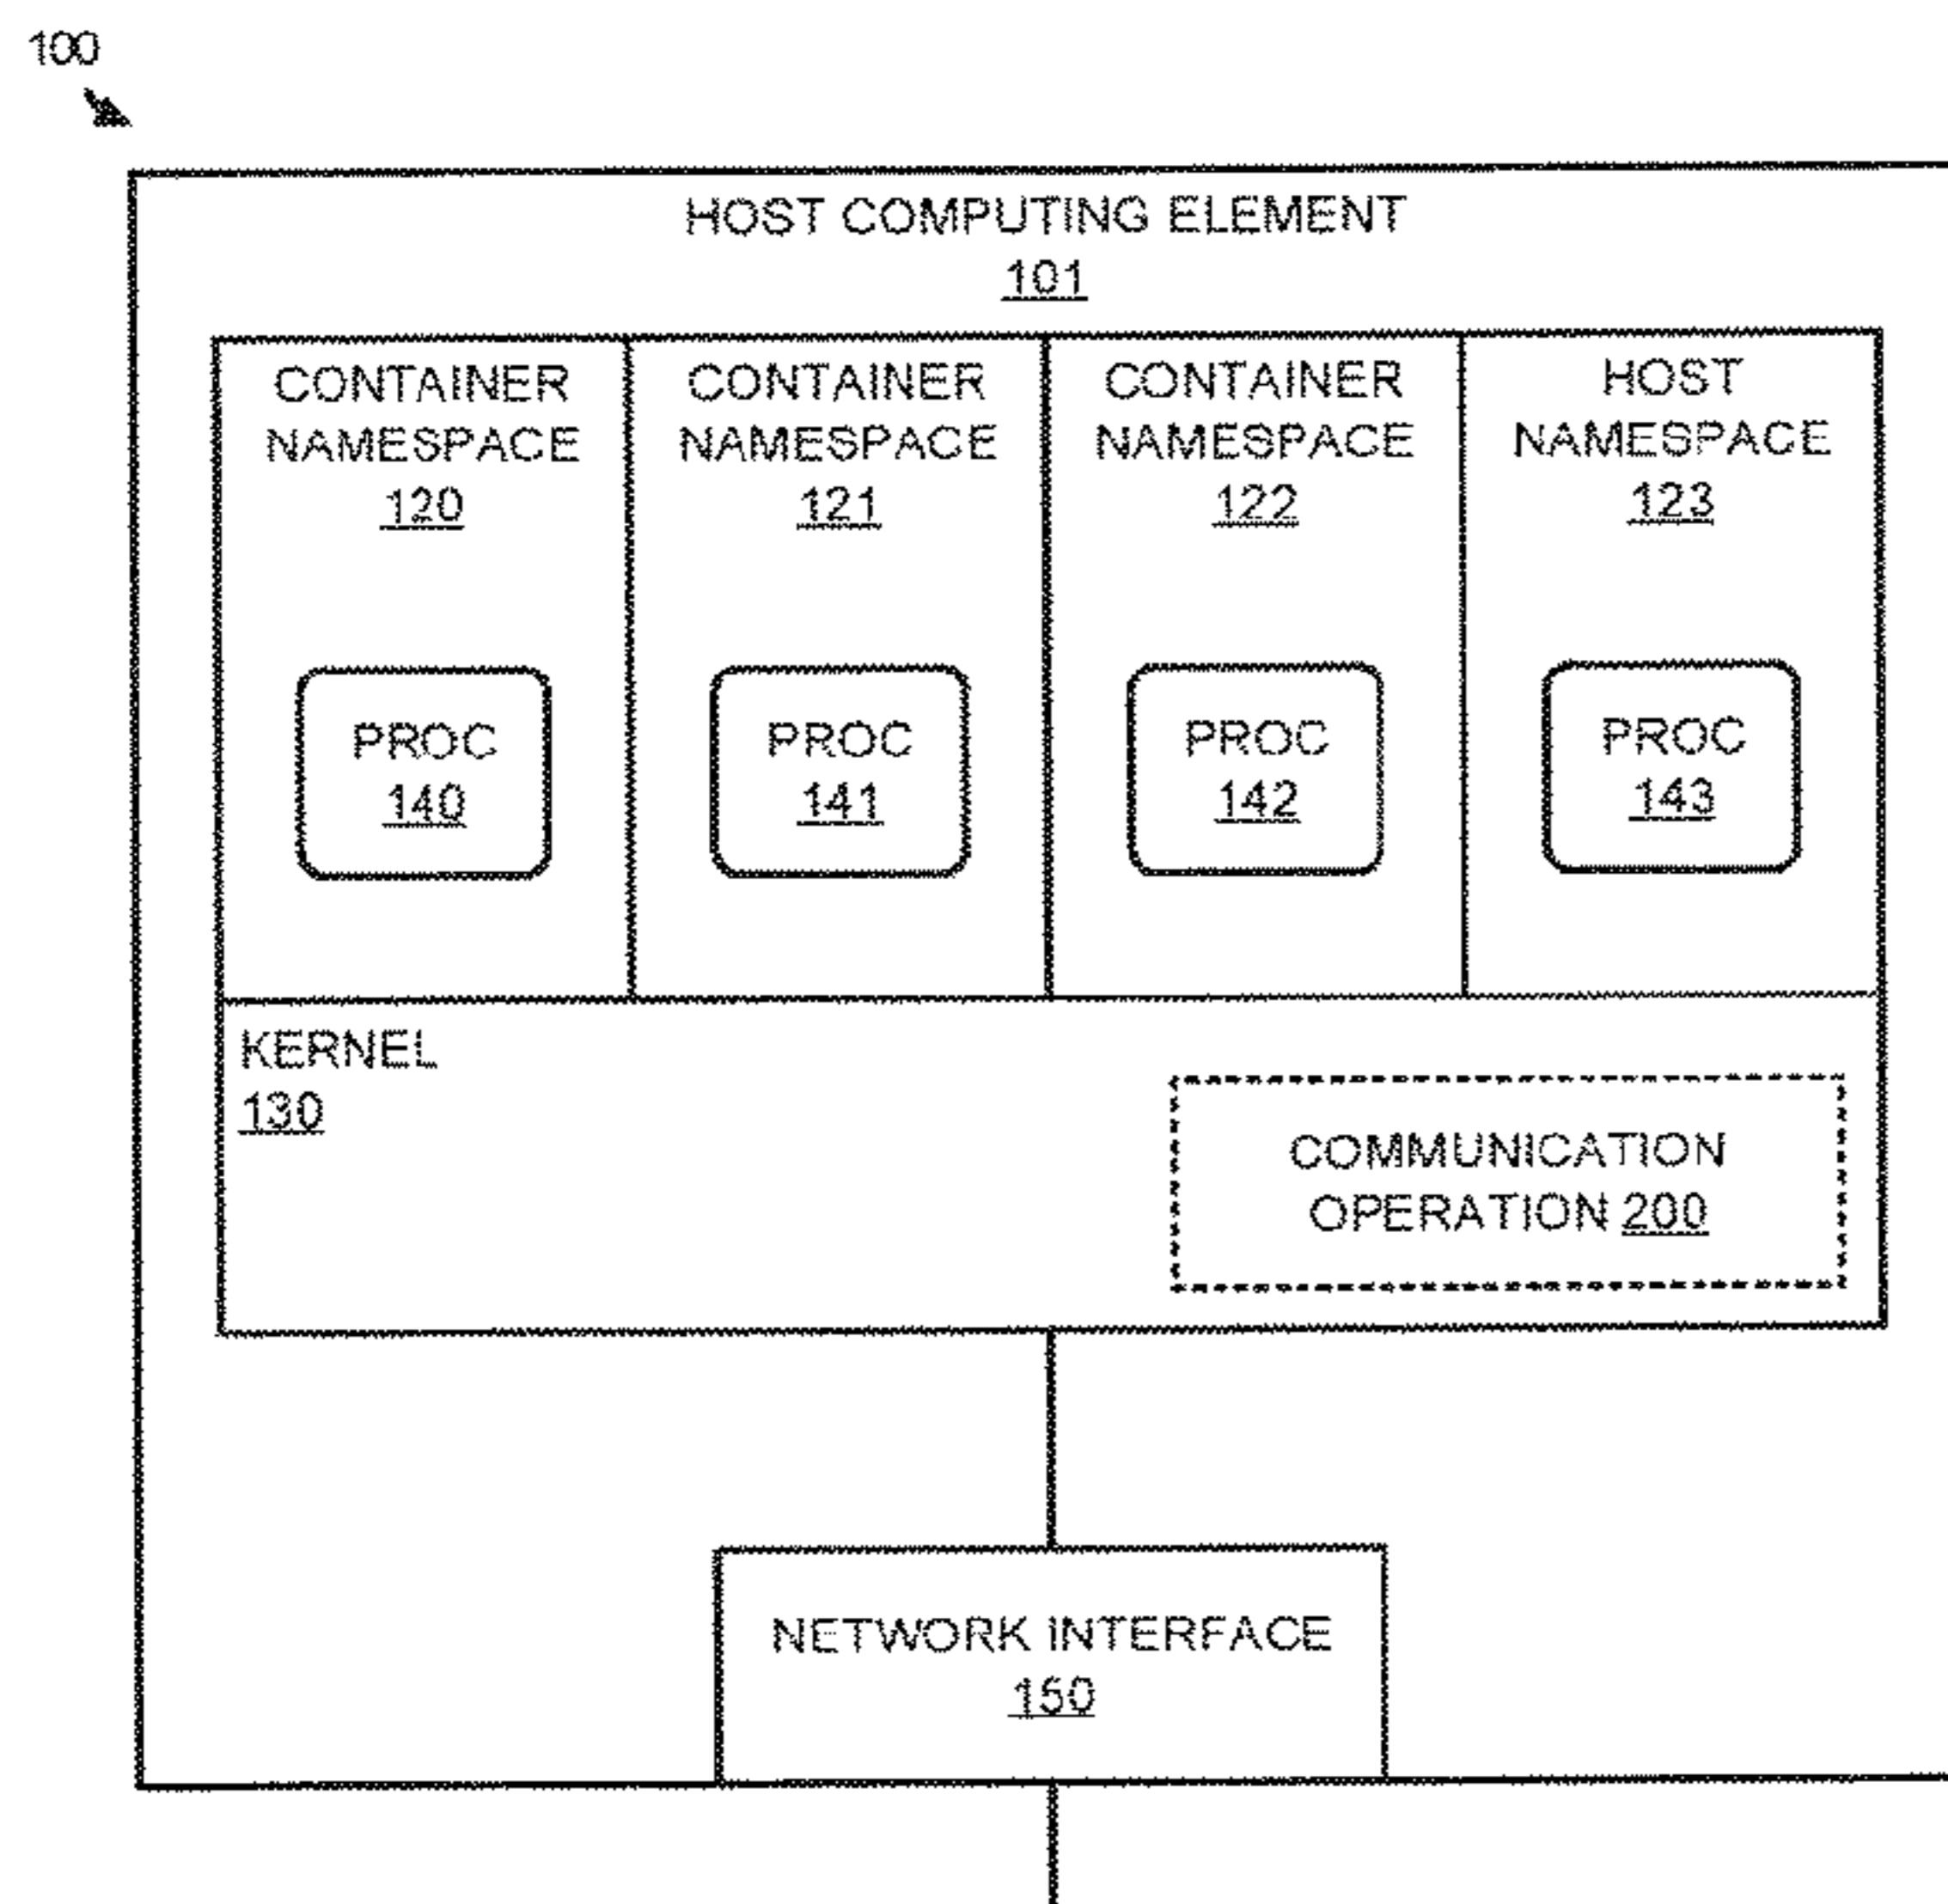 100
HOST COMPUTING ELEMENT
101
CONTAINER
NAMESPACE
120
CONTAINER
NAMESPACE
121
CONTAINER
NAMESPACE
122
HOST
NAMESPACE
123
PROC
140
PROC
141
PROC
142
PROC
143
KERNEL
130
COMMUNICATION
OPERATION 200
NETWORK INTERFACE
150